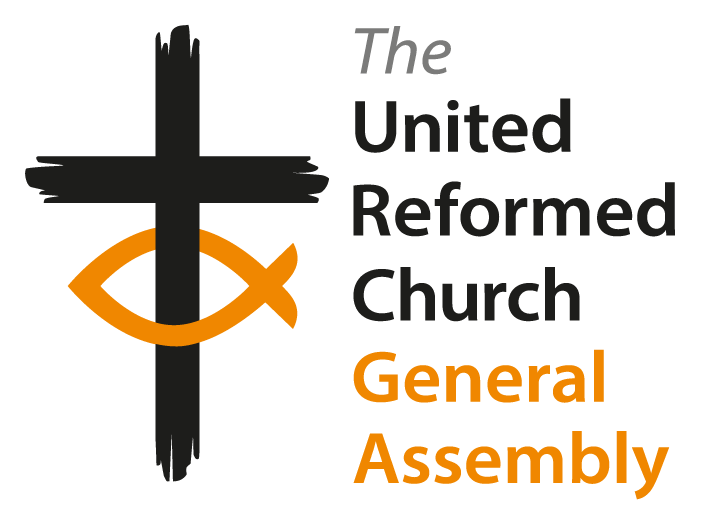 The
United
Reformed
Church
General
Assembly